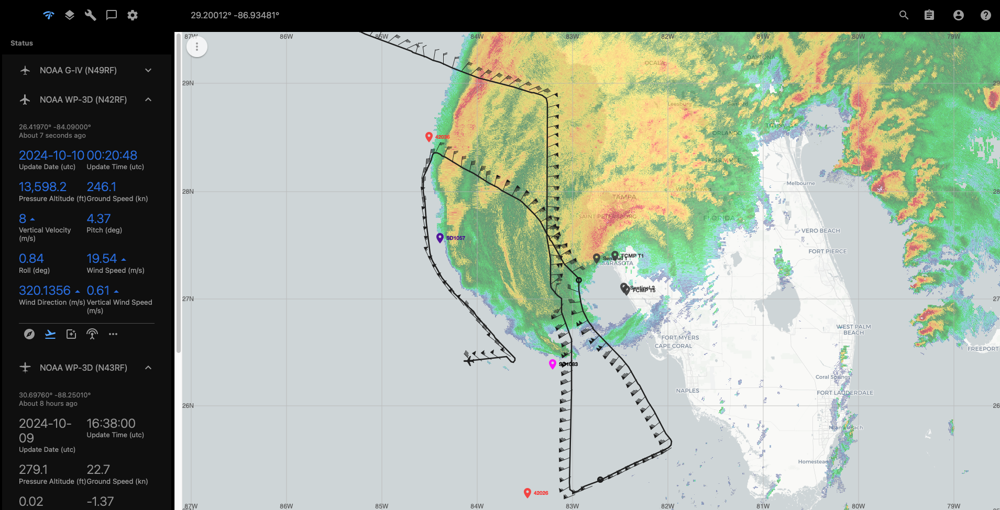 29.20012° -86.93481°
Status
NOAA G-IV (N49RF)
NOAA WP-3D (N42RF)
26.41970° -84.09000°
About 7 seconds ago
2024-10-10 00:20:48
Update Date (utc) Update Time (utc)
13,598.2 246.1
Pressure Altitude (ft) Ground Speed (kn)
8 4.37
Vertical Velocity (m/s) Pitch (deg)
0.84 19.54
Roll (deg) Wind Speed (m/s)
320.1356 0.61
Wind Direction (m/s) Vertical Wind Speed (m/s)
NOAA WP-3D (N43RF)
30.69760° -88.25010°
About 8 hours ago
2024-10-09 16:38:00
Update Date (utc) Update Time (utc)
279.1 22.7
Pressure Altitude (ft) Ground Speed (kn)
0.02 -1.37
87W 86W 85W 84W 83W 82W 81W 80W 79W
DAYTONA
BEACH
OCALA
29N 29
Leesburg Sanford
TITUSVILLE
ORLANDO
42036
KISSIMMEE
Melbourne
28N 28
TAMPA
SAINT PETERSBURG
FLORIDA
VERO BEACH
SD1057
FORT PIERCE
Sentinel 1
FCMP T1
SARASOTA
Sentinel 2
FCMP T5
27N 27
WEST PALM
BEACH
FORT MYERS
CAPE CORAL
FREEPORT
SD1083
Coral Springs
NAPLES
FORT LAUDERDALE
26N 26
Miami Beach
Homestead
42026
87W 86W 85W 84W 83W 82W 81W 80W 79W